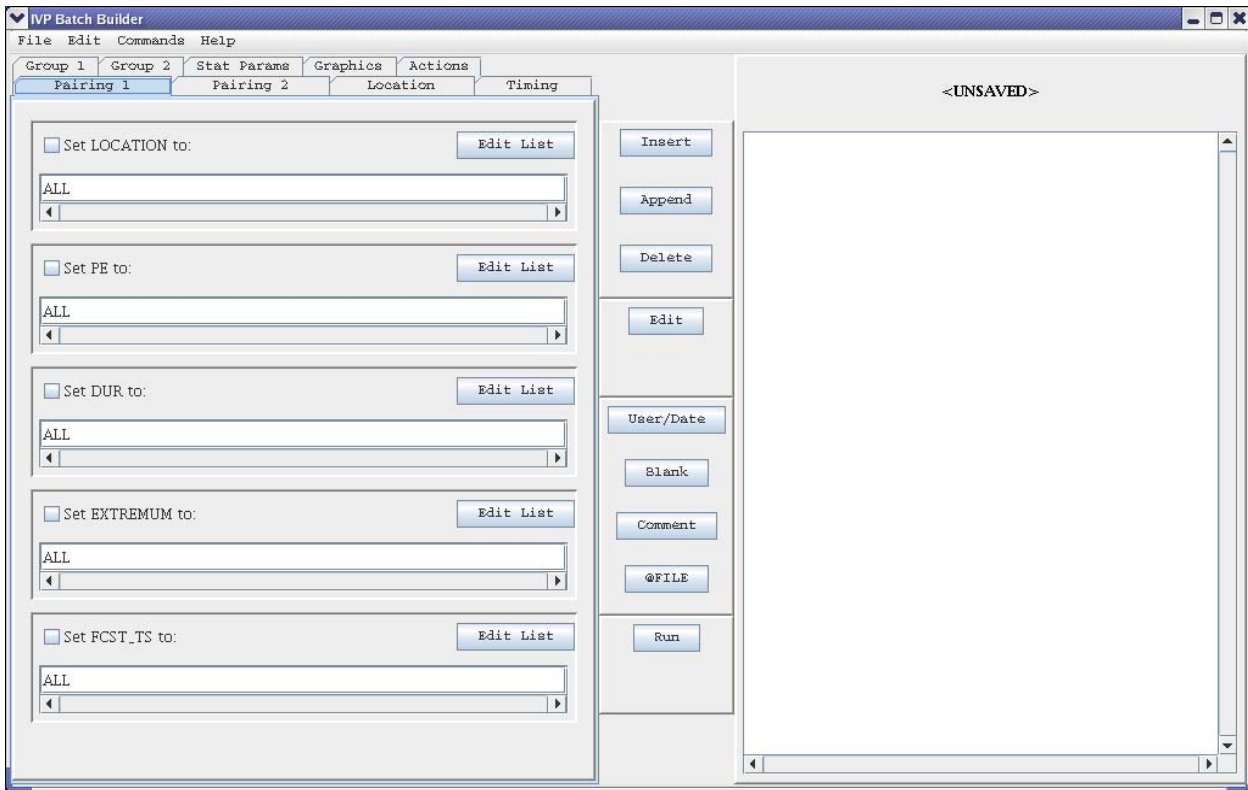 IVP Batch Builder
File Edit Commands Help
Group 1 Group 2 Stat Params Graphics Actions
Pairing 1 Pairing 2 Location Timing
Set LOCATION to: Edit List
ALL
Set PE to: Edit List
ALL
Set DUR to: Edit List
ALL
Set EXTREMUM to: Edit List
ALL
Set FCST_TS to: Edit List
ALL
Insert
Append
Delete
Edit
User/Date
Blank
Comment
@FILE
Run
<UNSAVED>